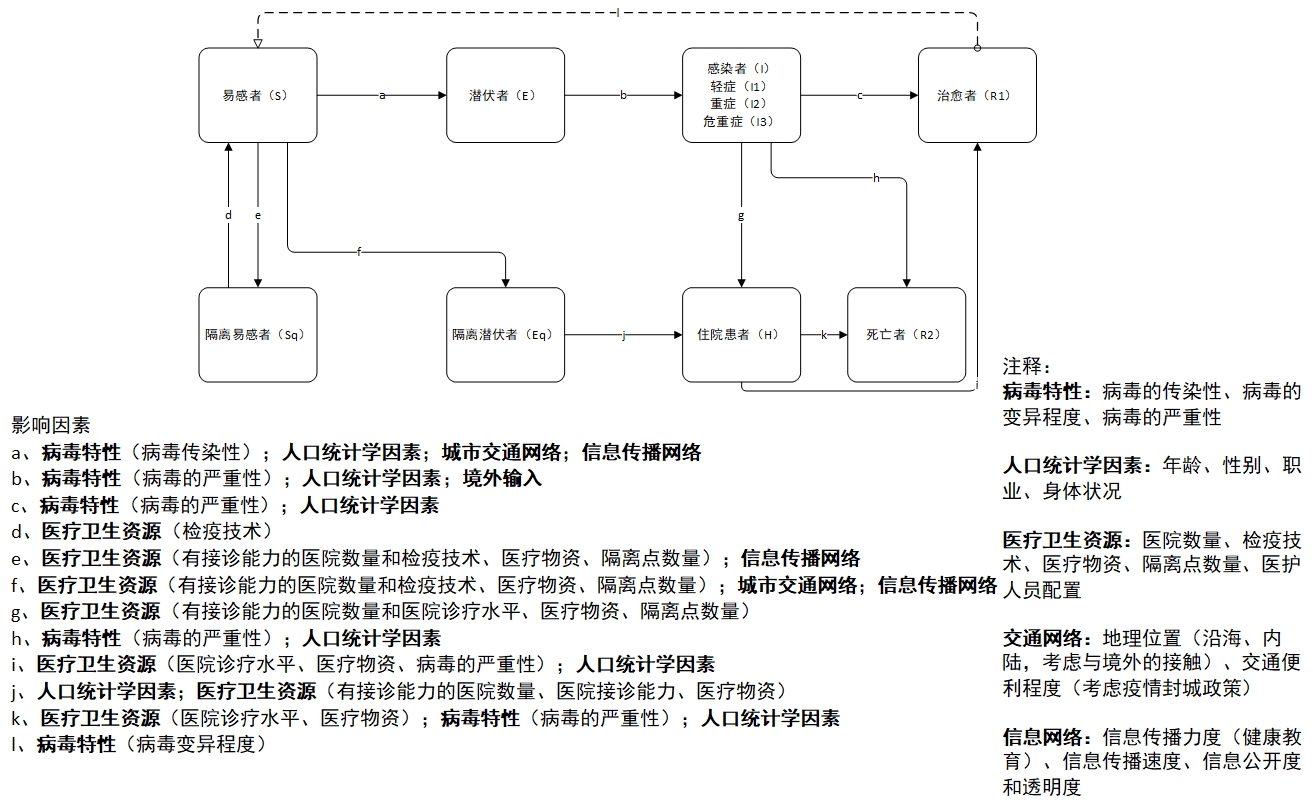 l
易感者（S）
a
潜伏者（E）
b
感染者（I）
轻症（I1）
重症（I2）
危重症（I3）
c
治愈者（R1）
h
d
e
g
f
隔离易感者（Sq）
隔离潜伏者（Eq）
j
住院患者（H）
k
死亡者（R2）
i
影响因素
a、病毒特性（病毒传染性）；人口统计学因素；城市交通网络；信息传播网络
b、病毒特性（病毒的严重性）；人口统计学因素；境外输入
c、病毒特性（病毒的严重性）；人口统计学因素
d、医疗卫生资源（检疫技术）
e、医疗卫生资源（有接诊能力的医院数量和检疫技术、医疗物资、隔离点数量）；信息传播网络
f、医疗卫生资源（有接诊能力的医院数量和检疫技术、医疗物资、隔离点数量）；城市交通网络；信息传播网络
g、医疗卫生资源（有接诊能力的医院数量和医院诊疗水平、医疗物资、隔离点数量）
h、病毒特性（病毒的严重性）；人口统计学因素
i、医疗卫生资源（医院诊疗水平、医疗物资、病毒的严重性）；人口统计学因素
j、人口统计学因素；医疗卫生资源（有接诊能力的医院数量、医院接诊能力、医疗物资）
k、医疗卫生资源（医院诊疗水平、医疗物资）；病毒特性（病毒的严重性）；人口统计学因素
l、病毒特性（病毒变异程度）
注释：
病毒特性：病毒的传染性、病毒的
变异程度、病毒的严重性
人口统计学因素：年龄、性别、职
业、身体状况
医疗卫生资源：医院数量、检疫技
术、医疗物资、隔离点数量、医护
人员配置
交通网络：地理位置（沿海、内
陆，考虑与境外的接触）、交通便
利程度（考虑疫情封城政策）
信息网络：信息传播力度（健康教
育）、信息传播速度、信息公开度
和透明度